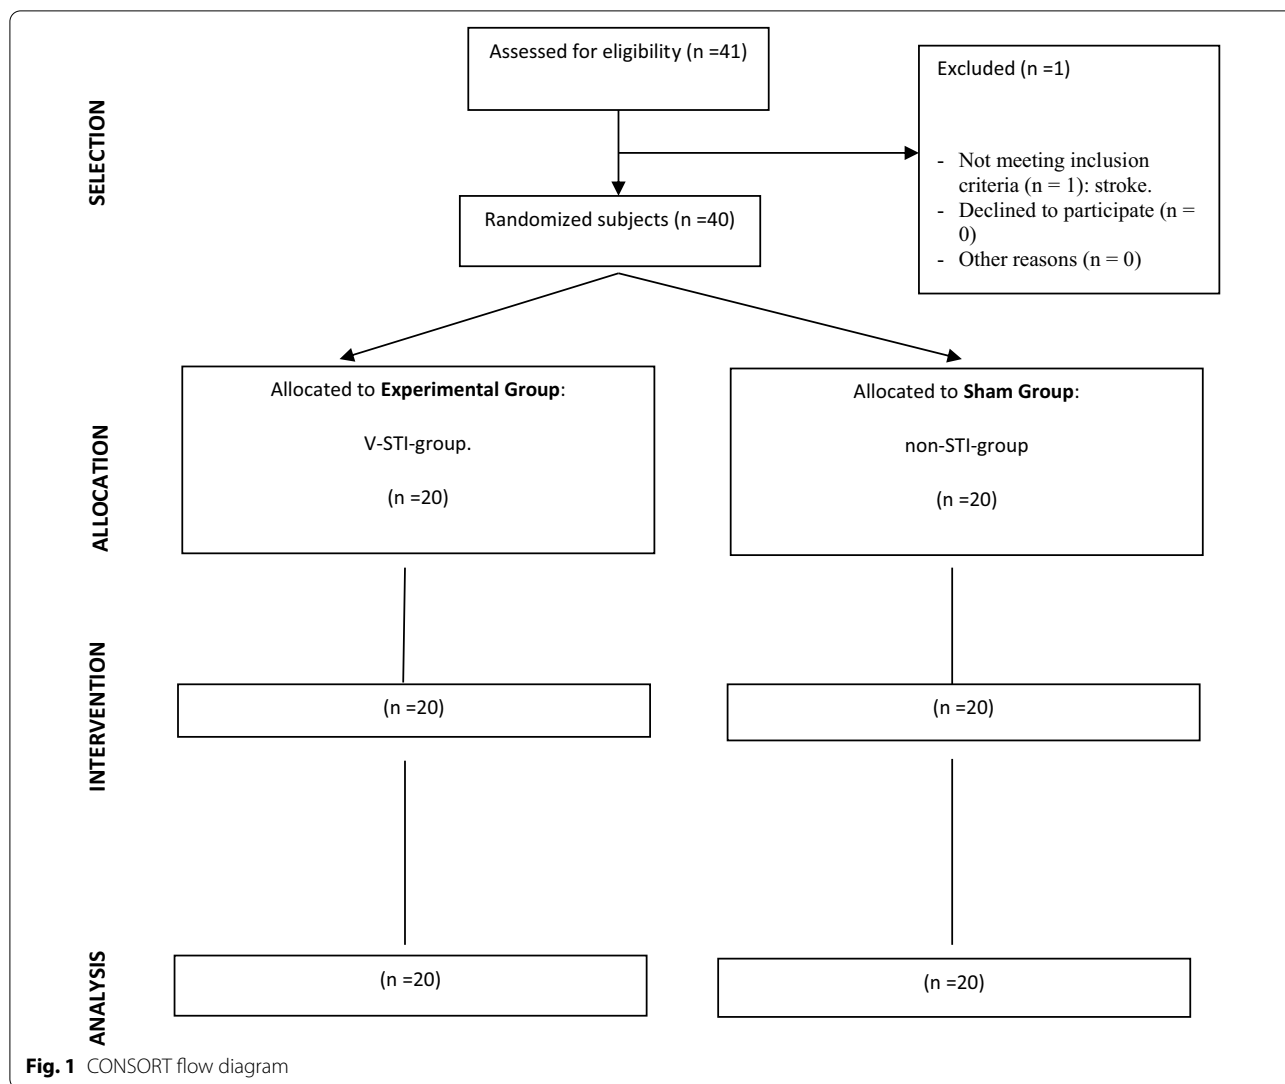 SELECTION
Assessed for eligibility (n =41)
Excluded (n =1)
- Not meeting inclusion
criteria (n = 1): stroke.
- Declined to participate (n =
0)
- Other reasons (n = 0)
Randomized subjects (n =40)
ALLOCATION
Allocated to Experimental Group:
V-STI-group.
(n =20)
Allocated to Sham Group:
non-STI-group
(n =20)
INTERVENTION
(n =20)
(n =20)
ANALYSIS
(n =20)
(n =20)
Fig. 1 CONSORT flow diagram